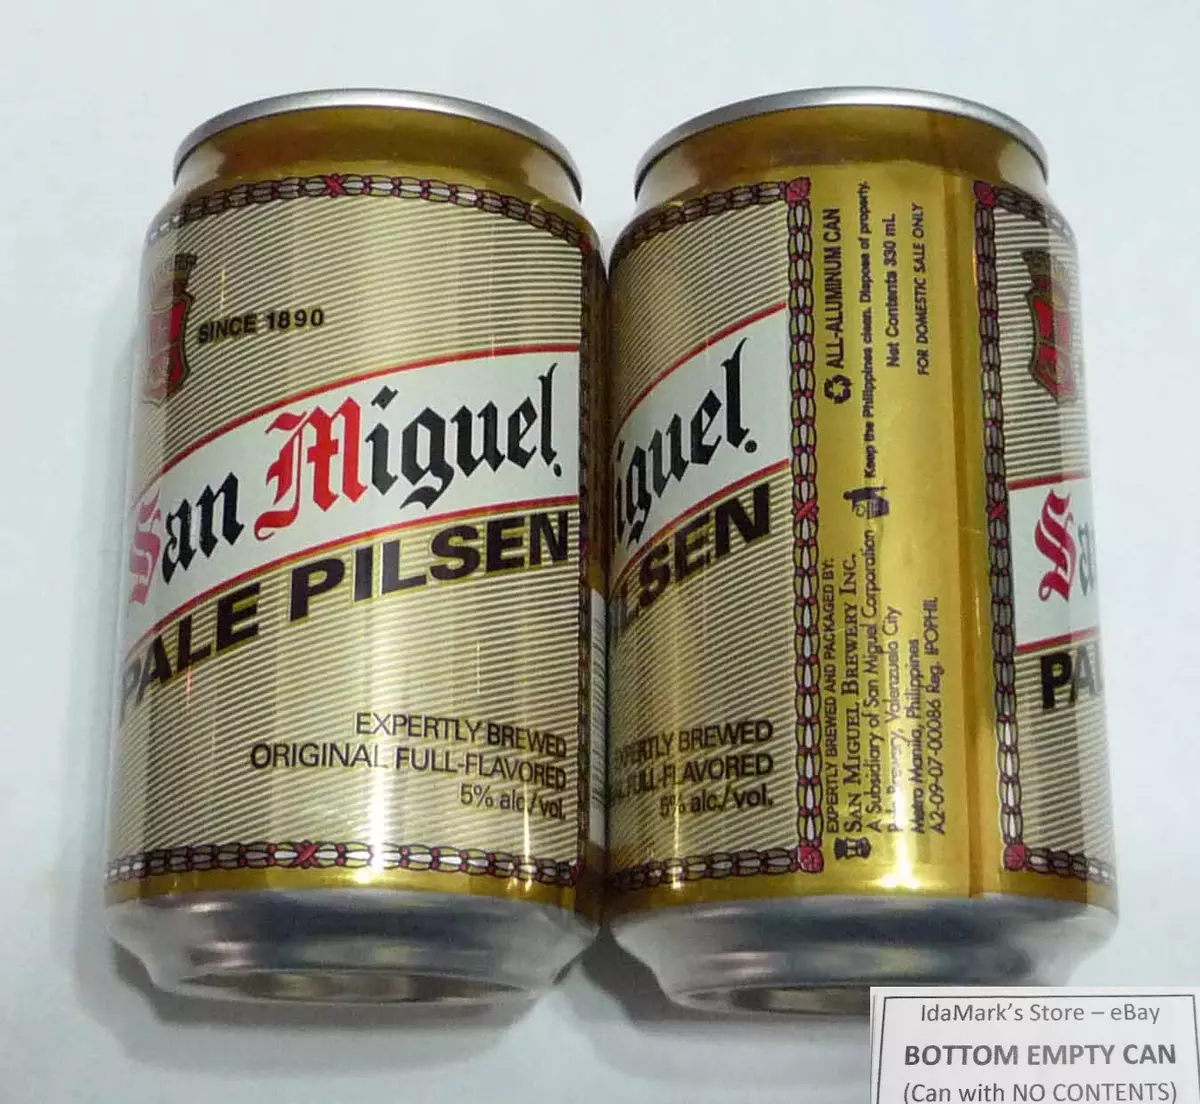 SINCE 1890
San Miguel.
PALE PILSEN
EXPERTLY BREWED
ORIGINAL FULL-FLAVORED
5% alc./vol.
iguel.
LSEN
EXPERTLY BREWED
FULL-FLAVORED
5% alc./vol.
ALL-ALUMINUM CAN
Keep the Philippines clean. Dispose of properly.
Net Contents 330 mL
FOR DOMESTIC SALE ONLY
EXPERTLY BREWED AND PACKAGED BY:
SAN MIGUEL BREWERY INC.
A Subsidiary of San Miguel Corporation
Brewery, Valenzuela City
Metro Manila, Philippines
A2-09-07-00086 Reg. IPOPHIL
Sa
PA
IdaMark's Store – eBay
BOTTOM EMPTY CAN
(Can with NO CONTENTS)